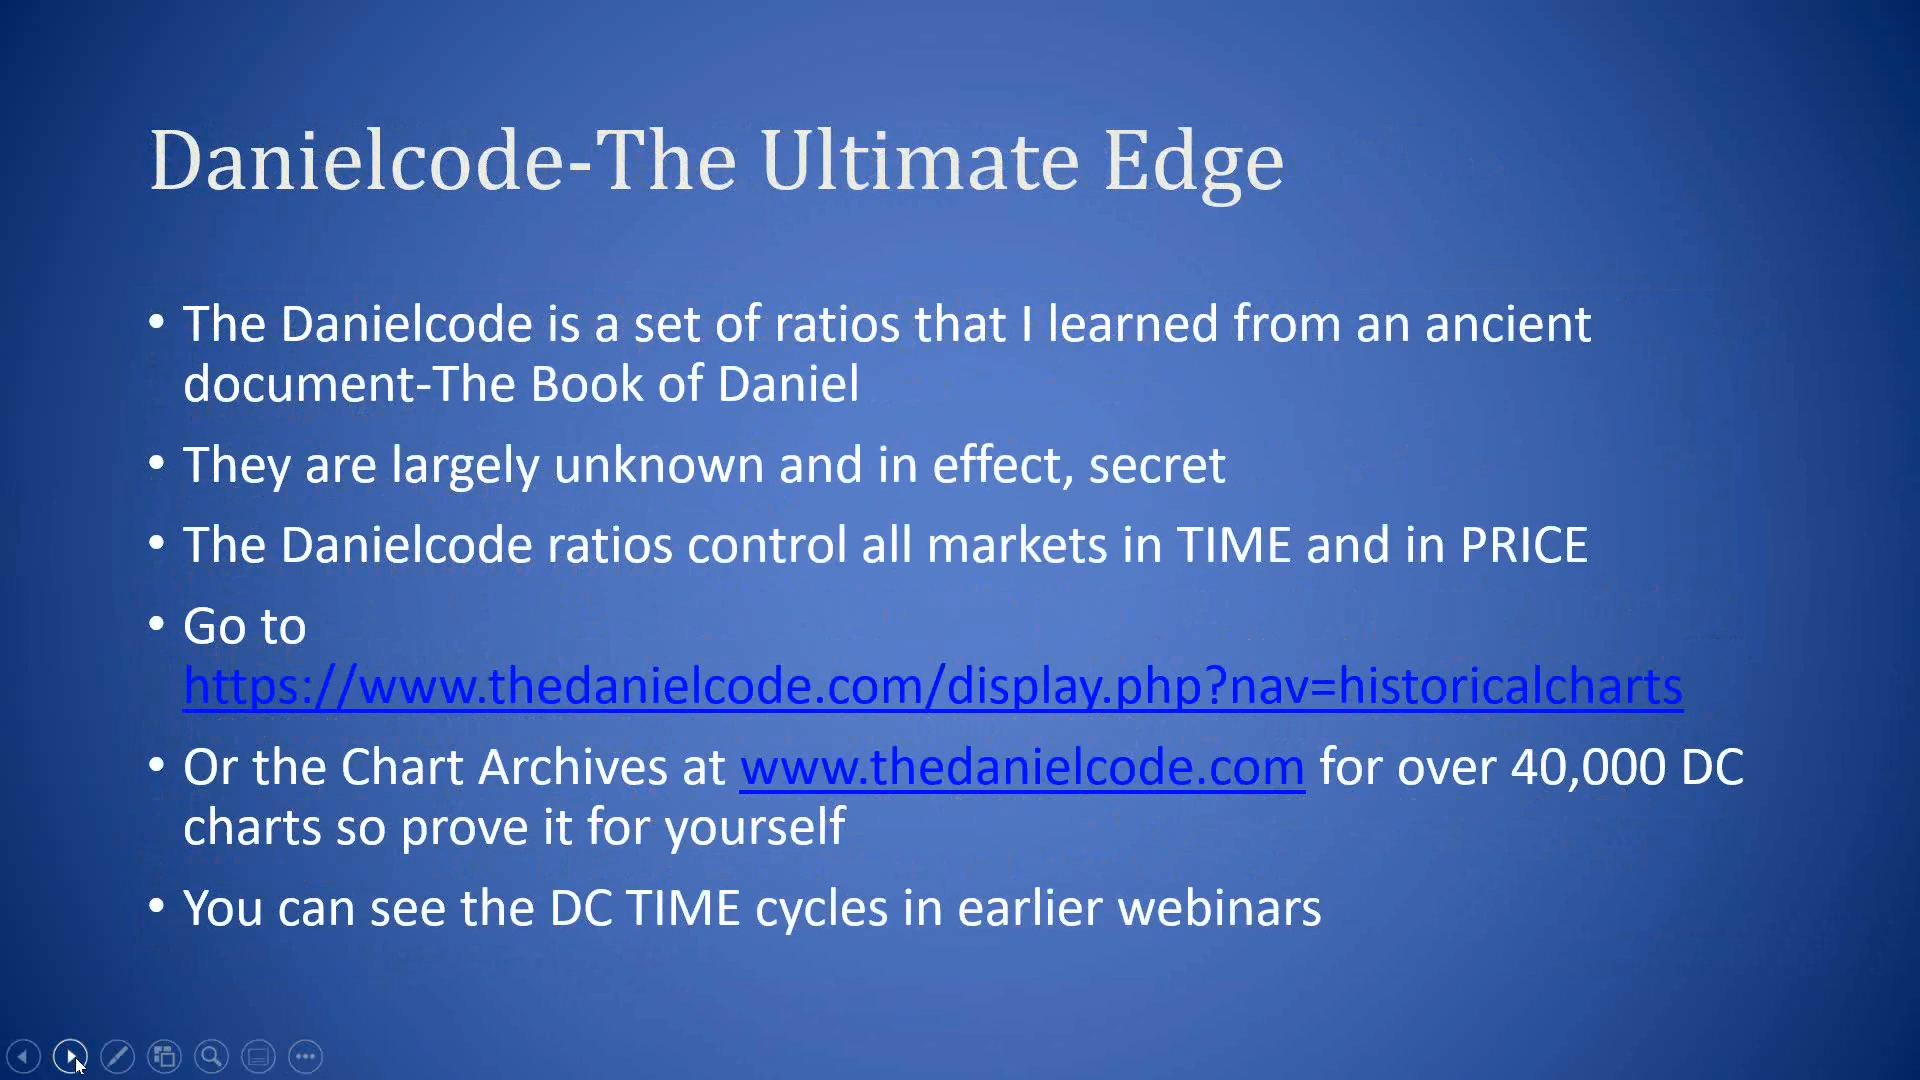 Danielcode-The Ultimate Edge
• The Danielcode is a set of ratios that I learned from an ancient
document-The Book of Daniel
• They are largely unknown and in effect, secret
• The Danielcode ratios control all markets in TIME and in PRICE
• Go to
https://www.thedanielcode.com/display.php?nav=historicalcharts
• Or the Chart Archives at www.thedanielcode.com for over 40,000 DC
charts so prove it for yourself
• You can see the DC TIME cycles in earlier webinars